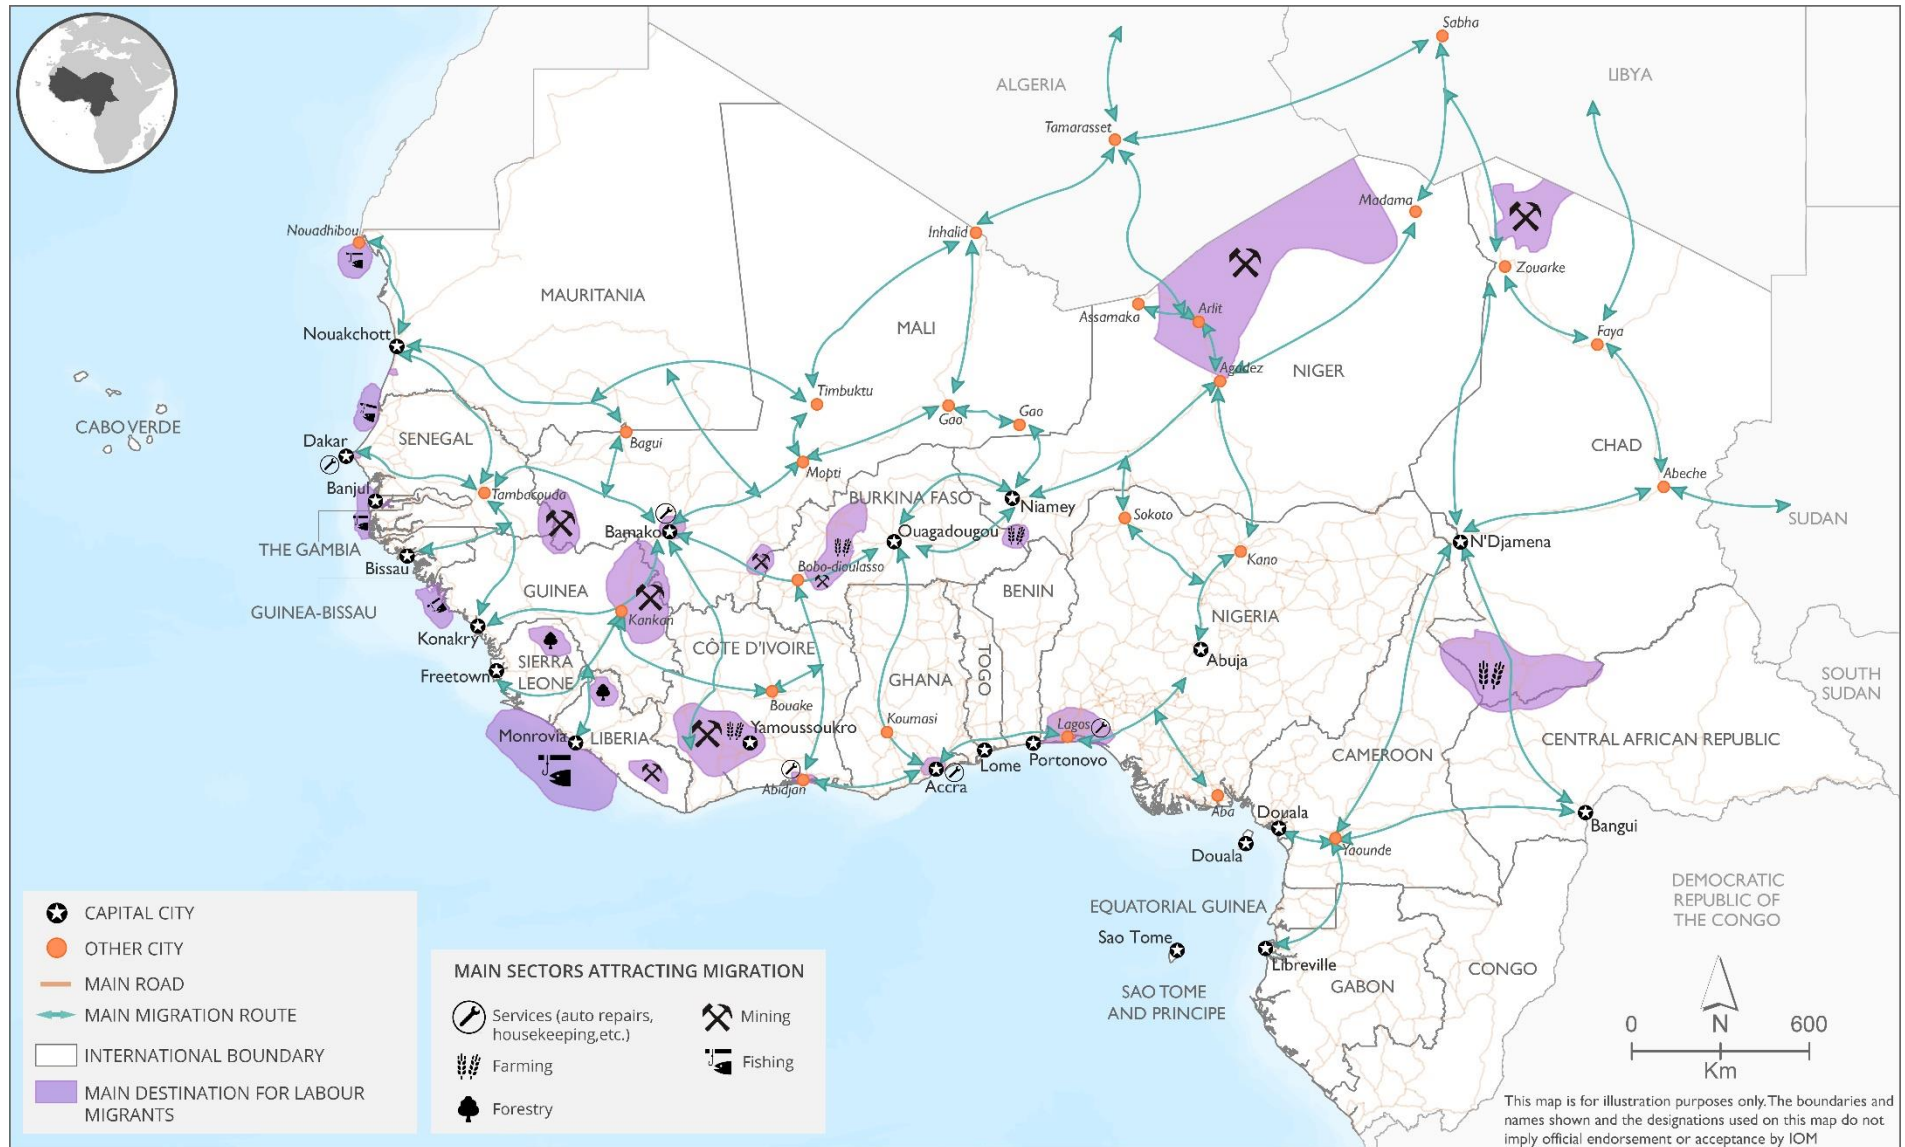 Sabha
ALGERIA
LIBYA
Tamarasset
Madama
Nouadhibou
Inhalid
Zouarke
MAURITANIA
Assamaka
Arlit
Nouakchott
MALI
Faya
Agadez
NIGER
Timbuktu
CABO VERDE
Gao
Gao
SENEGAL
Dakar
Bagui
CHAD
Mopti
Abeche
Banjul
Tambacouda
BURKINA FASO
Niamey
Sokoto
SUDAN
Bamako
Ouagadougou
N'Djamena
THE GAMBIA
Bissau
Bobo-dioulasso
Kano
GUINEA
BENIN
GUINEA-BISSAU
Kankan
NIGERIA
Konakry
CÔTE D'IVOIRE
SIERRA
LEONE
Freetown
GHANA
TOGO
Abuja
SOUTH
SUDAN
Bouake
Koumasi
Yamoussoukro
Lagos
Monrovia
LIBERIA
Lome
Portonovo
CENTRAL AFRICAN REPUBLIC
CAMEROON
Abidjan
Accra
Aba
Douala
Bangui
Douala
Yaounde
DEMOCRATIC
REPUBLIC OF
THE CONGO
EQUATORIAL GUINEA
Sao Tome
Libreville
CONGO
GABON
SAO TOME
AND PRINCIPE
CAPITAL CITY
OTHER CITY
MAIN ROAD
MAIN MIGRATION ROUTE
INTERNATIONAL BOUNDARY
MAIN DESTINATION FOR LABOUR
MIGRANTS
MAIN SECTORS ATTRACTING MIGRATION
Services (auto repairs,
housekeeping,etc.)
Mining
Farming
Fishing
Forestry
0 N 600
Km
This map is for illustration purposes only. The boundaries and
names shown and the designations used on this map do not
imply official endorsement or acceptance by IOM